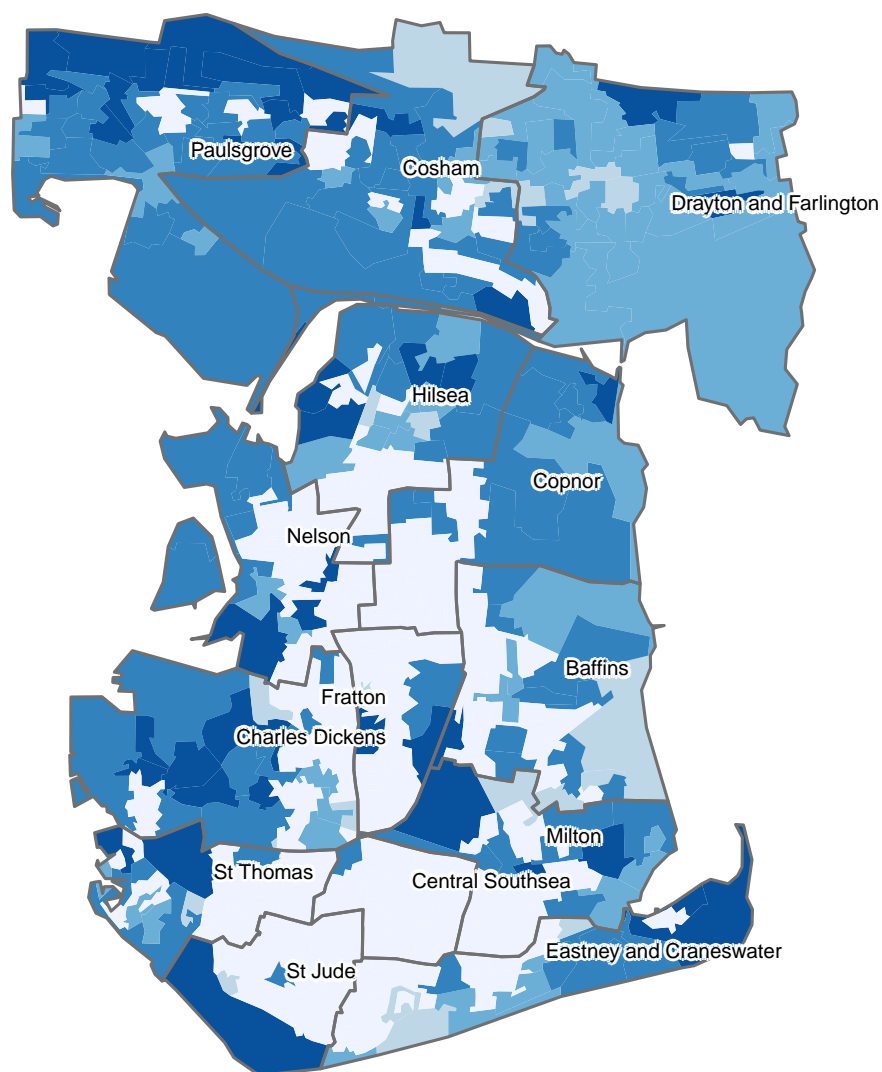 Paulsgrove
Cosham
Drayton and Farlington
Hilsea
Copnor
Nelson
Baffins
Fratton
Charles Dickens
Milton
St Thomas
Central Southsea
Eastney and Craneswater
St Jude